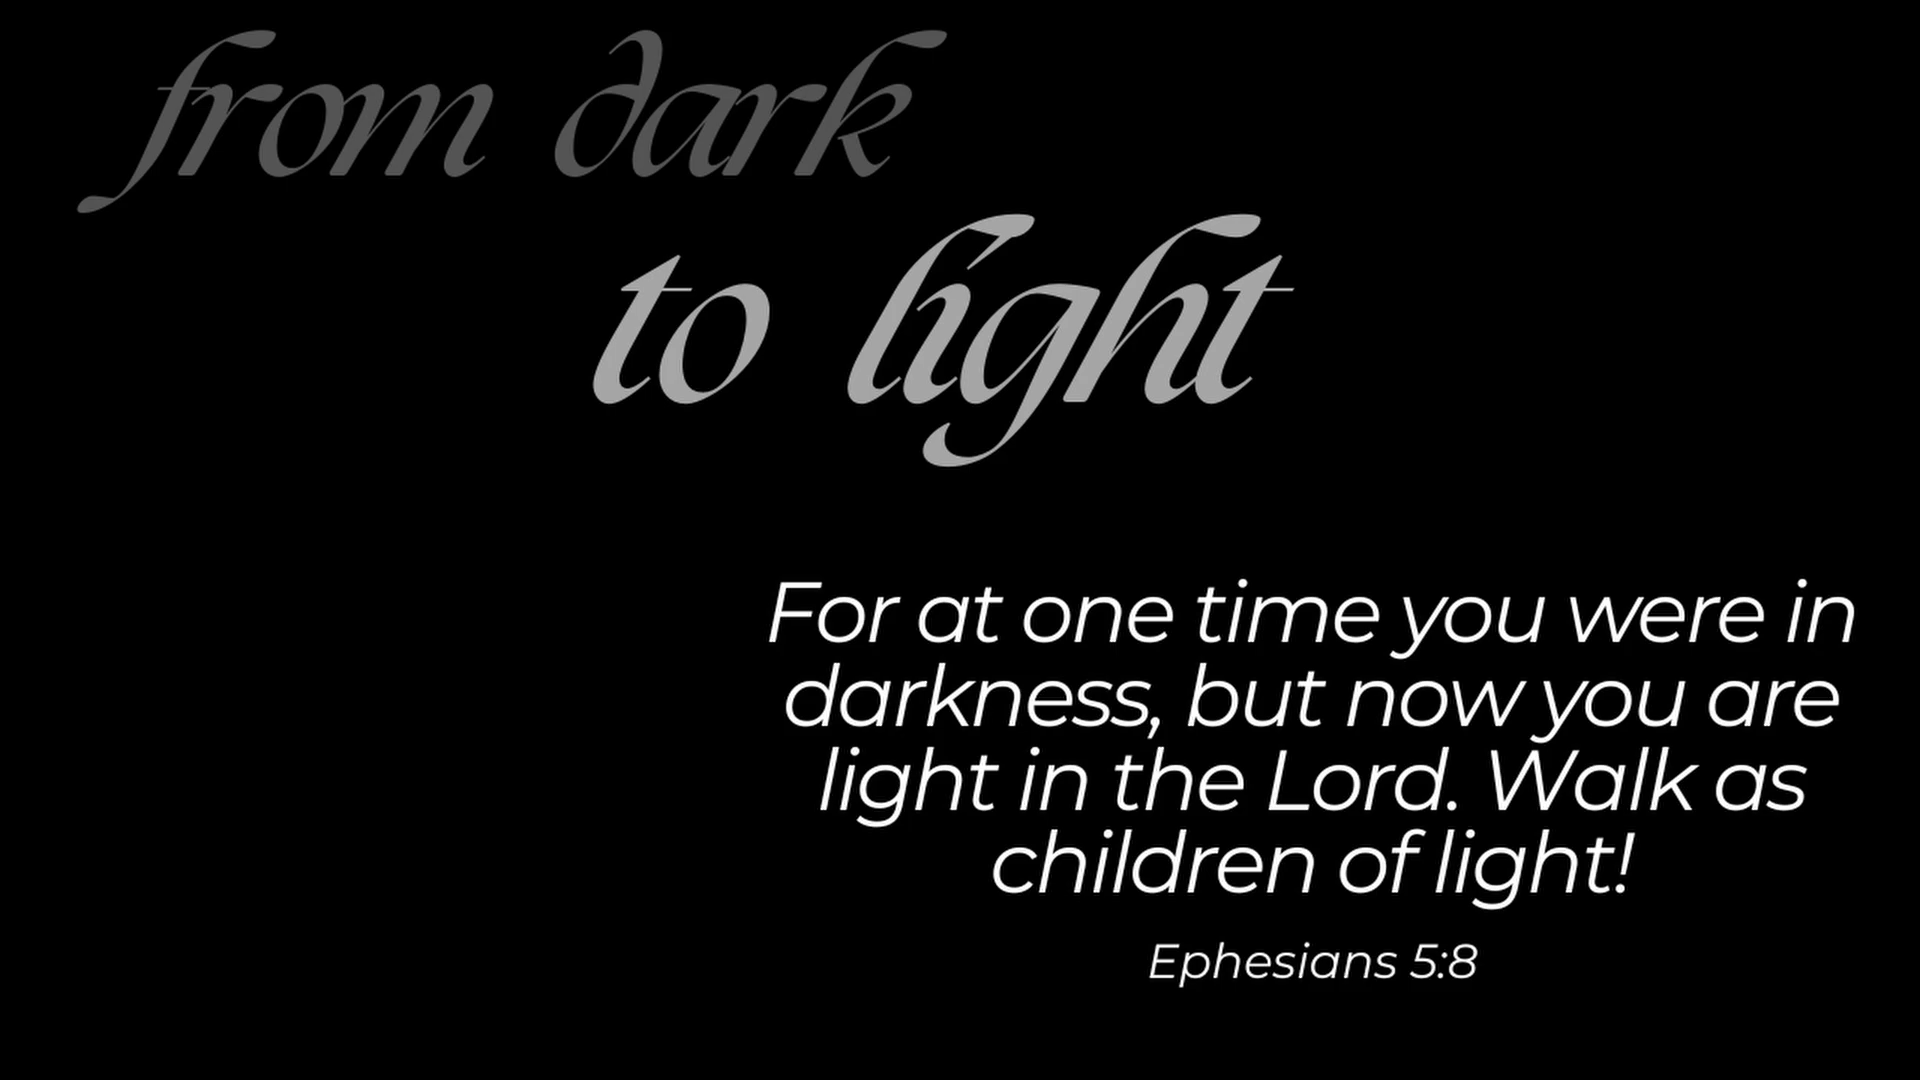 from dark
to light
For at one time you were in
darkness, but now you are
light in the Lord. Walk as
children of light!
Ephesians 5:8